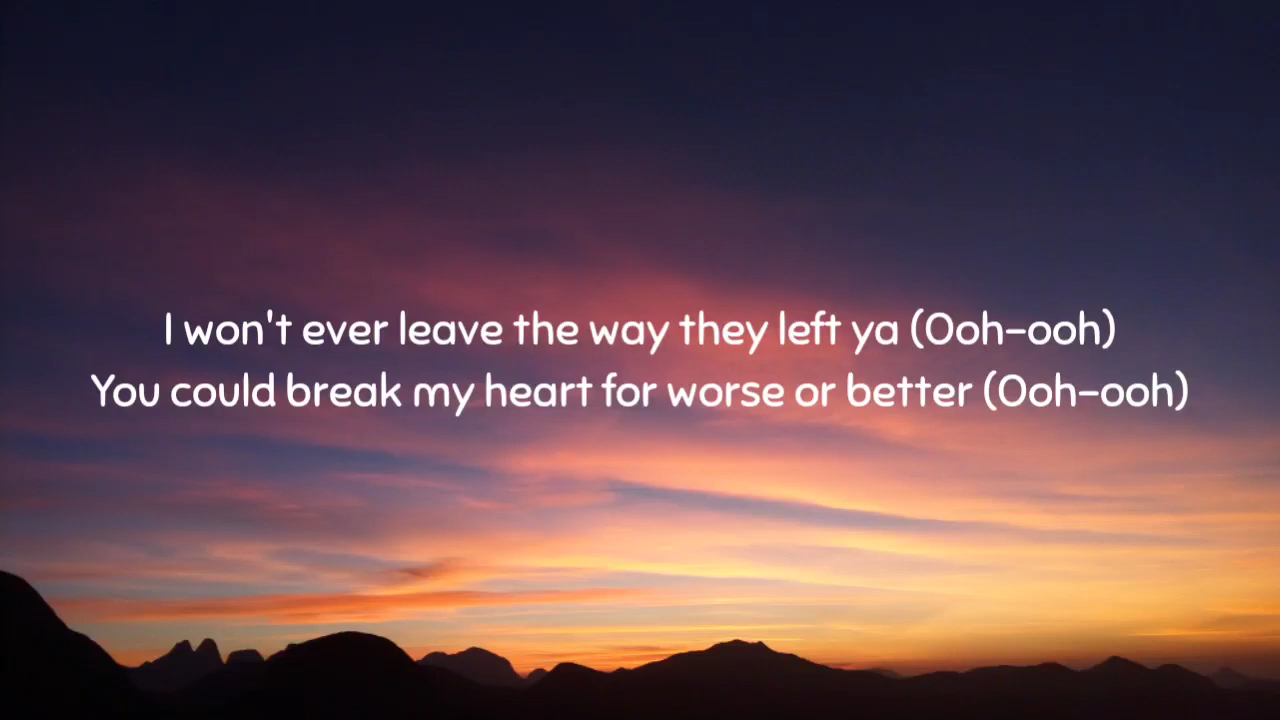 I won't ever leave the way they left ya (Ooh-ooh)
You could break my heart for worse or better (Ooh-ooh)